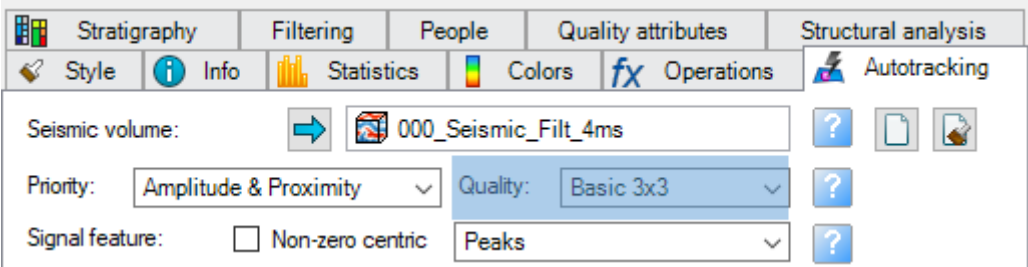 Stratigraphy Filtering People Quality attributes Structural analysis
Style Info Statistics Colors fx Operations Autotracking
Seismic volume: 000_Seismic_Filt_4ms ?
Priority: Amplitude & Proximity Quality: Basic 3x3 ?
Signal feature: Non-zero centric Peaks ?